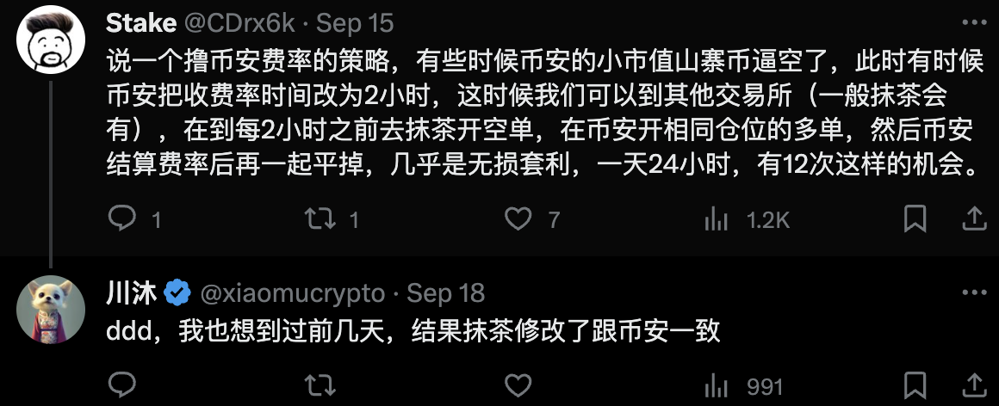 Stake @CDrx6k · Sep 15
说一个撸币安费率的策略，有些时候币安的小市值山寨币逼空了，此时有时候
币安把收费率时间改为2小时，这时候我们可以到其他交易所（一般抹茶会
有），在到每2小时之前去抹茶开空单，在币安开相同仓位的多单，然后币安
结算费率后再一起平掉，几乎是无损套利，一天24小时，有12次这样的机会。
1 1 7 1.2K
川沐 @xiaomucrypto · Sep 18
ddd，我也想到过前几天，结果抹茶修改了跟币安一致
991